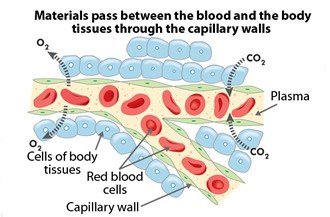 Materials pass between the blood and the body
tissues through the capillary walls
O₂
CO₂
Plasma
O₂
CO₂
Cells of body
tissues
Red blood
cells
Capillary wall